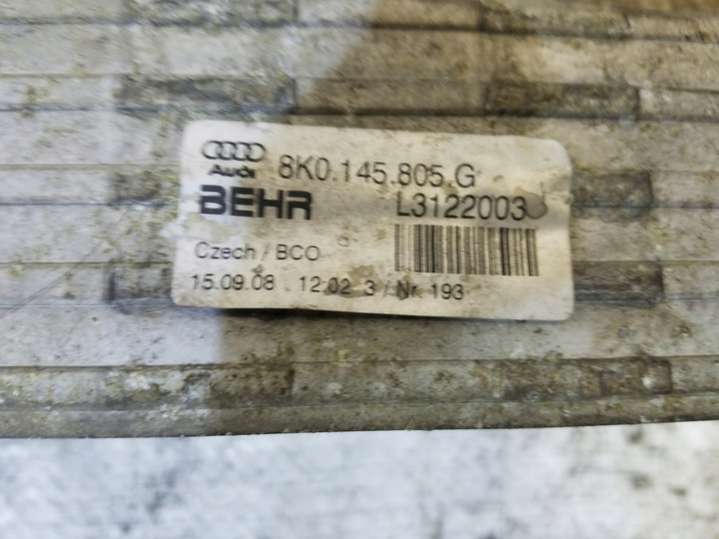 Audi 8K0.145.805.G
BEHR L3122003
Czech / BCO
15.09.08 . 12.02 3 / Nr. 193